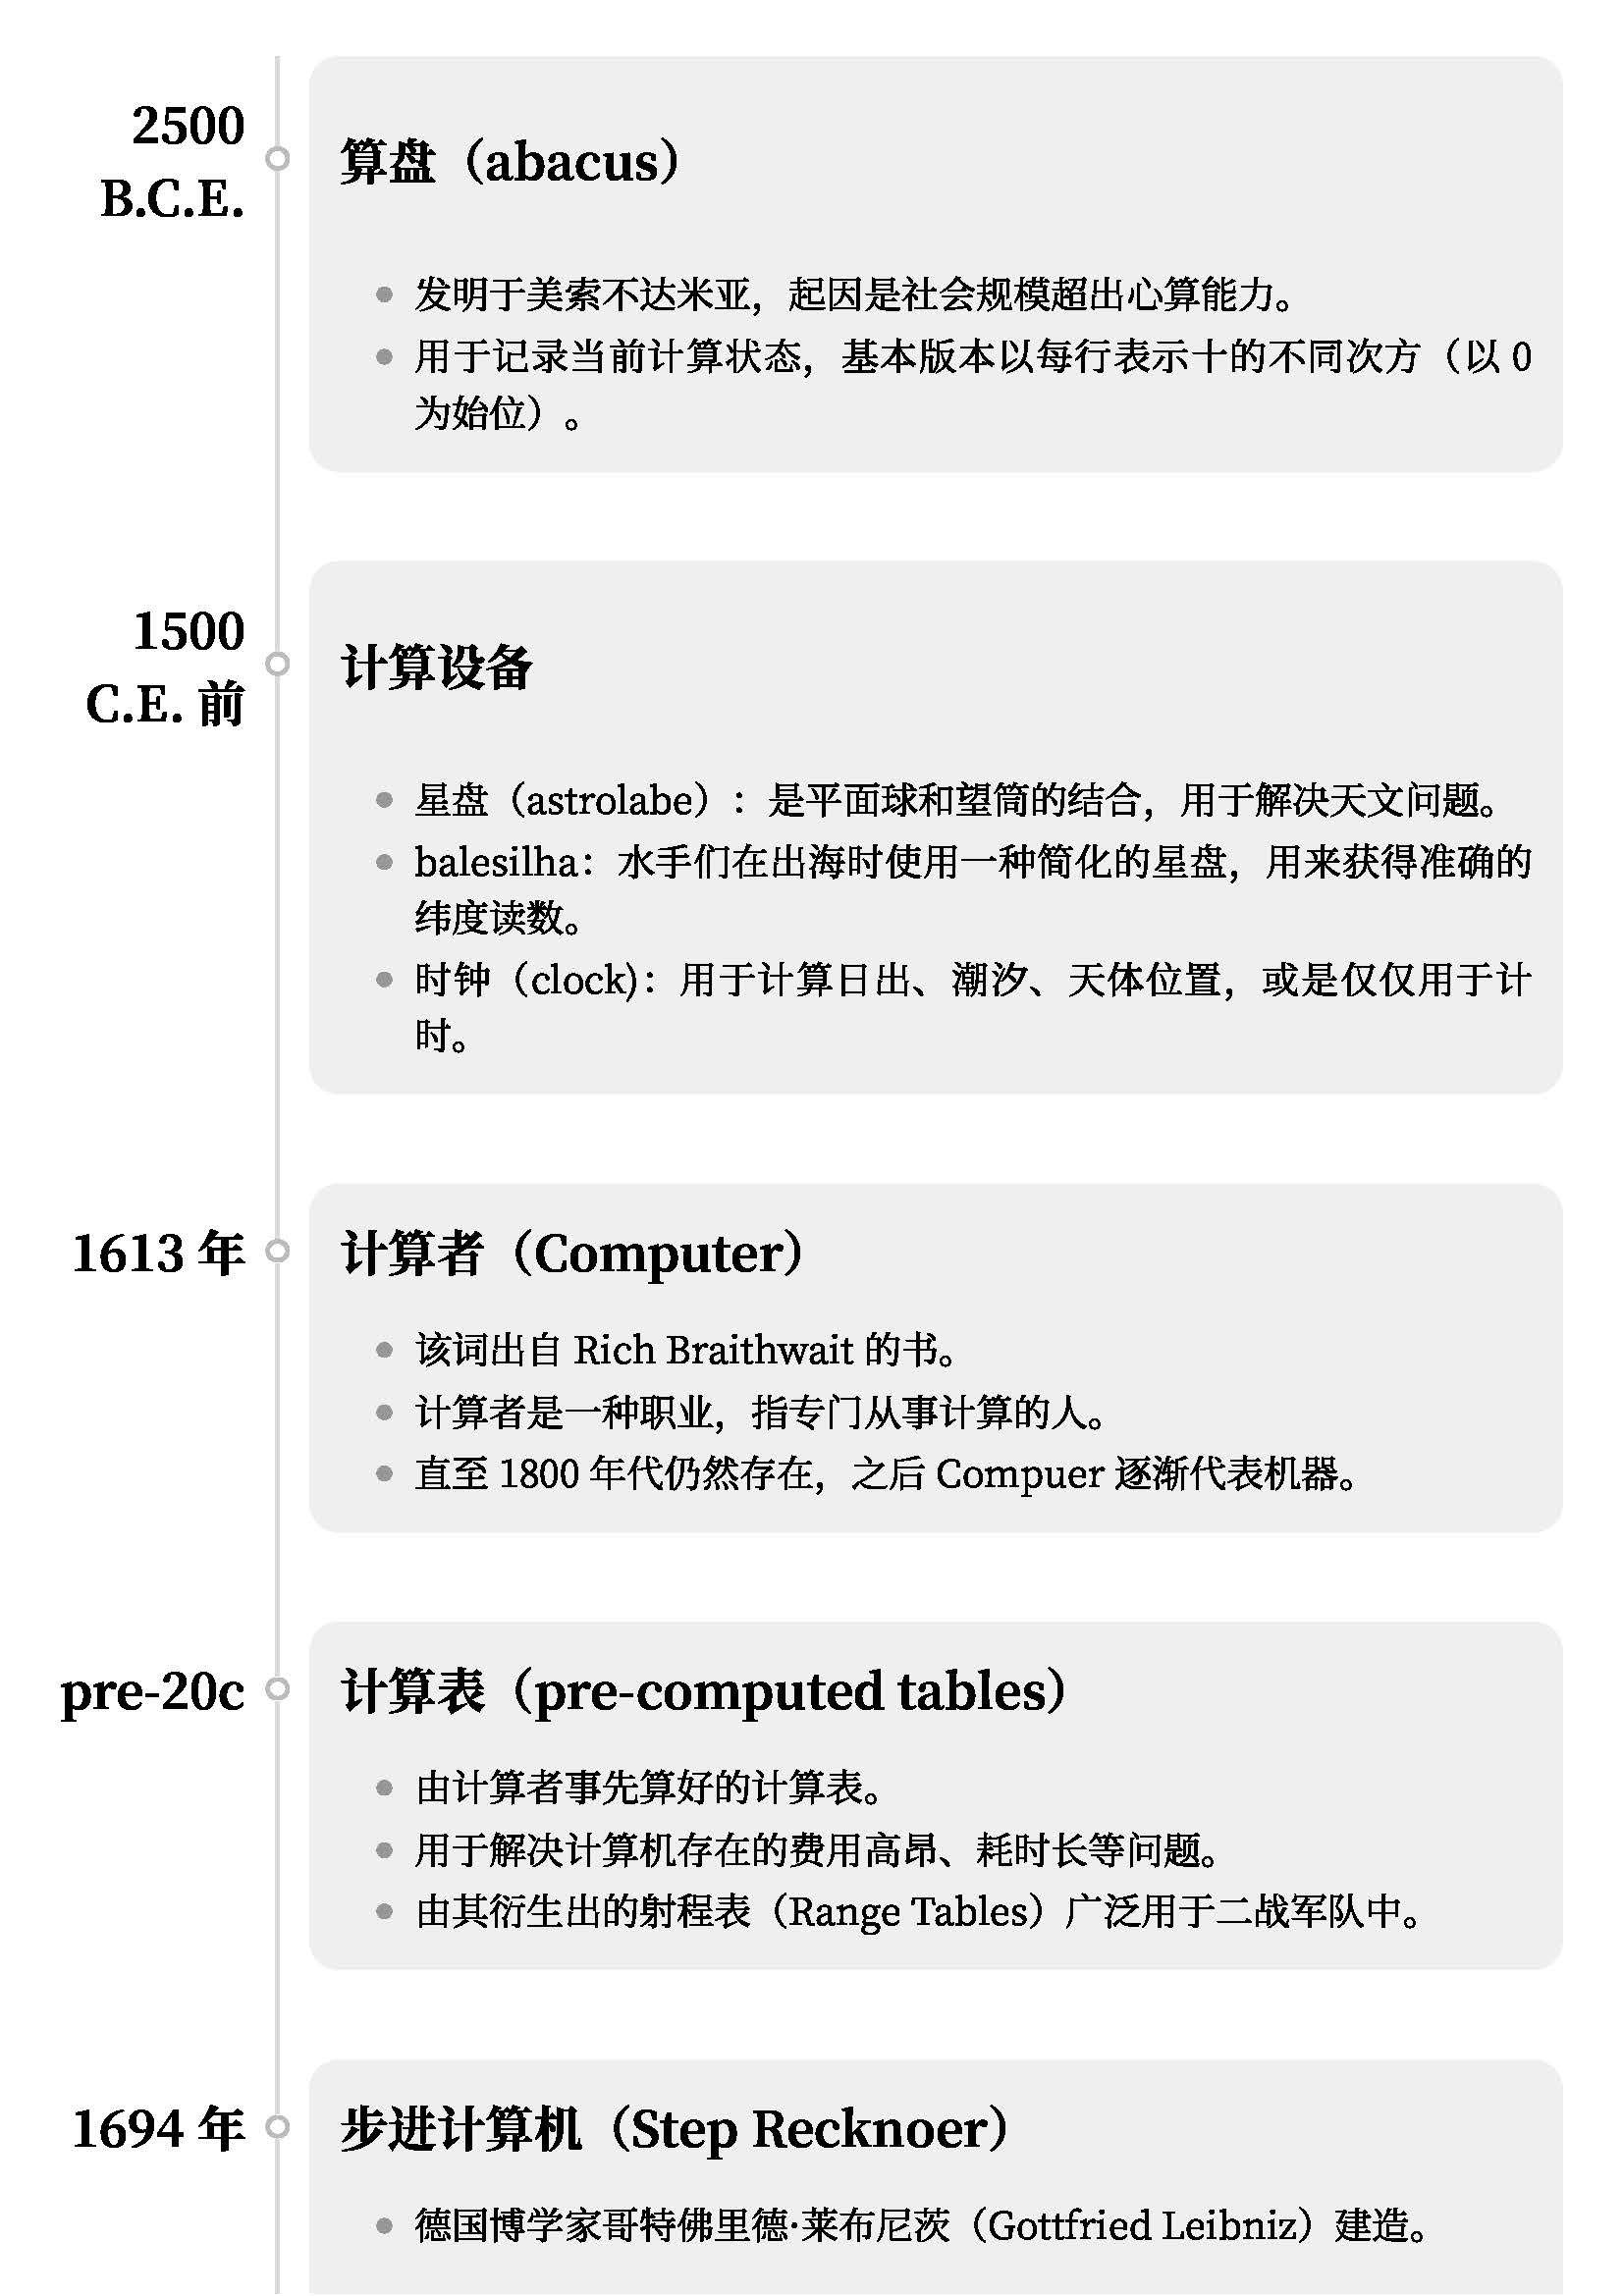 2500
B.C.E.
算盘（abacus）
发明于美索不达米亚，起因是社会规模超出心算能力。
用于记录当前计算状态，基本版本以每行表示十的不同次方（以 0
为始位）。
1500
C.E. 前
计算设备
星盘（astrolabe）：是平面球和望筒的结合，用于解决天文问题。
balesilha：水手们在出海时使用一种简化的星盘，用来获得准确的
纬度读数。
时钟（clock)：用于计算日出、潮汐、天体位置，或是仅仅用于计
时。
1613 年
计算者（Computer）
该词出自 Rich Braithwait 的书。
计算者是一种职业，指专门从事计算的人。
直至 1800 年代仍然存在，之后 Compuer 逐渐代表机器。
pre-20c
计算表（pre-computed tables）
由计算者事先算好的计算表。
用于解决计算机存在的费用高昂、耗时长等问题。
由其衍生出的射程表（Range Tables）广泛用于二战军队中。
1694 年
步进计算机（Step Recknoer）
德国博学家哥特佛里德·莱布尼茨（Gottfried Leibniz）建造。